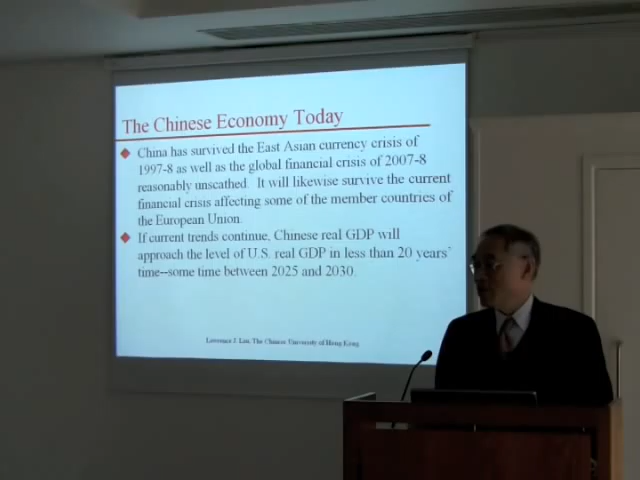 The Chinese Economy Today
China has survived the East Asian currency crisis of
1997-8 as well as the global financial crisis of 2007-8
reasonably unscathed. It will likewise survive the current
financial crisis affecting some of the member countries of
the European Union.
If current trends continue, Chinese real GDP will
approach the level of U.S. real GDP in less than 20 years'
time--some time between 2025 and 2030.
Lawrence J. Lau, The Chinese University of Hong Kong